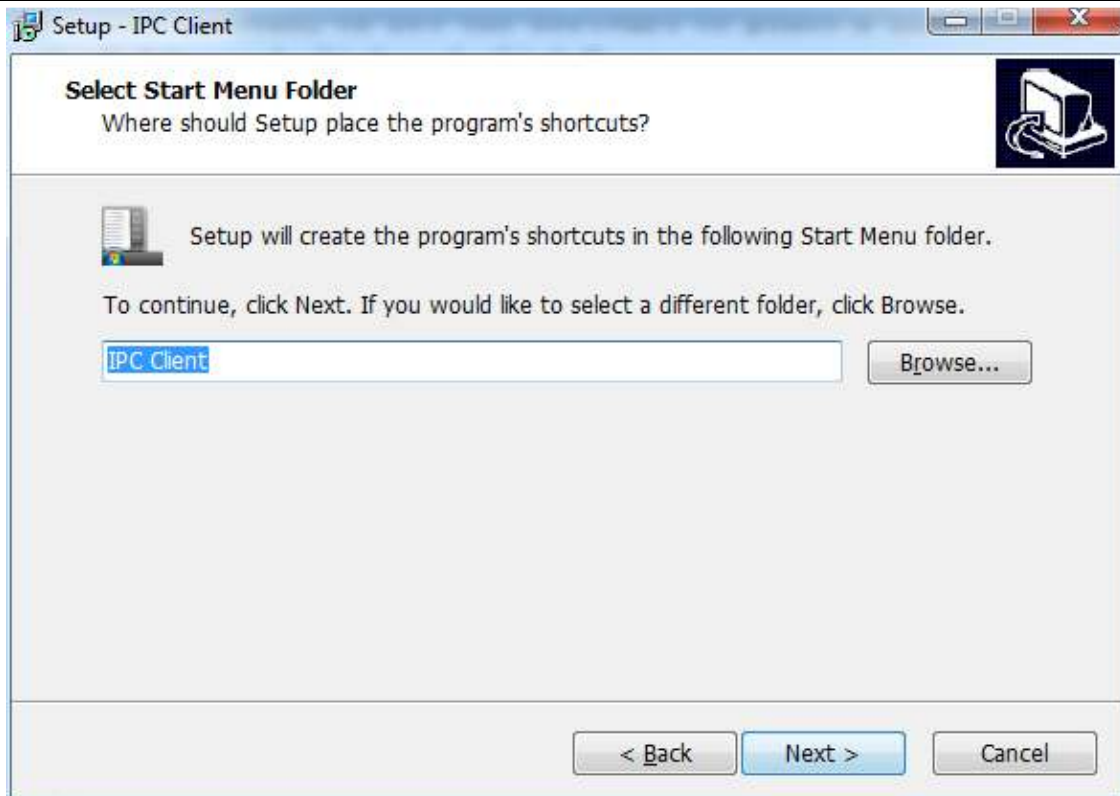 Setup - IPC Client
Select Start Menu Folder
Where should Setup place the program's shortcuts?
Setup will create the program's shortcuts in the following Start Menu folder.
To continue, click Next. If you would like to select a different folder, click Browse.
IPC Client
Browse...
< Back
Next >
Cancel